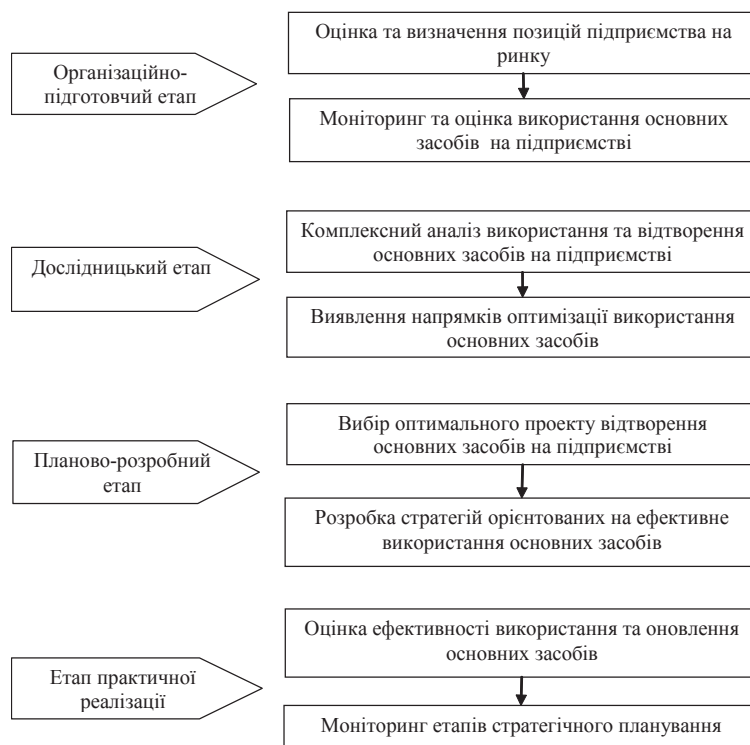 Оцінка та визначення позицій підприємства на
ринку
Організаційно-
підготовчий етап
Моніторинг та оцінка використання основних
засобів на підприємстві
Комплексний аналіз використання та відтворення
основних засобів на підприємстві
Дослідницький етап
Виявлення напрямків оптимізації використання
основних засобів
Вибір оптимального проекту відтворення
основних засобів на підприємстві
Планово-розробний
етап
Розробка стратегій орієнтованих на ефективне
використання основних засобів
Оцінка ефективності використання та оновлення
основних засобів
Етап практичної
реалізації
Моніторинг етапів стратегічного планування